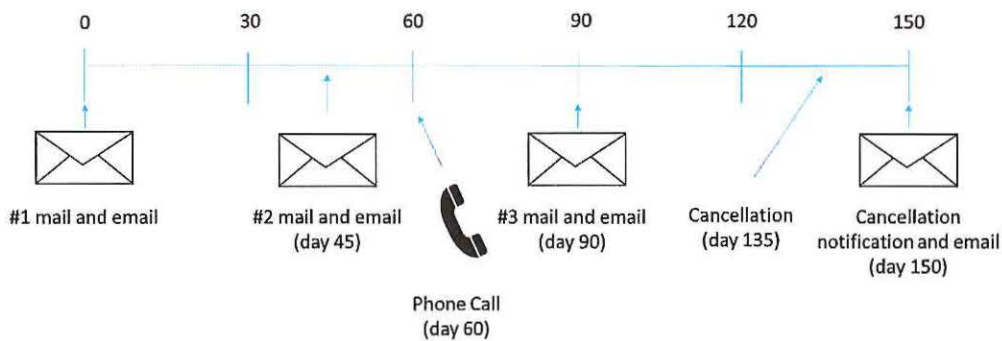 0 30 60 90 120 150
#1 mail and email
#2 mail and email
(day 45)
Phone Call
(day 60)
#3 mail and email
(day 90)
Cancellation
(day 135)
Cancellation
notification and email
(day 150)